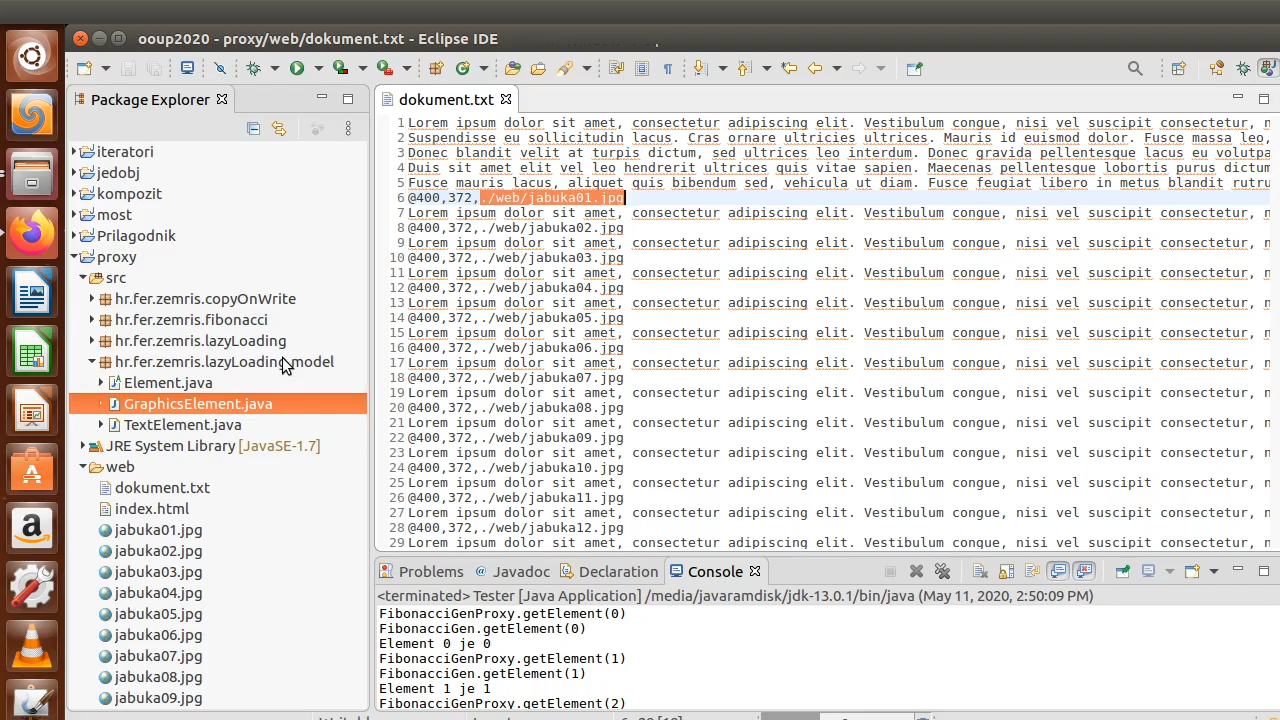 ooup2020 - proxy/web/dokument.txt - Eclipse IDE
Package Explorer
iteratori
jedobj
kompozit
most
Prilagodnik
proxy
src
hr.fer.zemris.copyOnWrite
hr.fer.zemris.fibonacci
hr.fer.zemris.lazyLoading
hr.fer.zemris.lazyLoading.model
Element.java
GraphicsElement.java
TextElement.java
JRE System Library [JavaSE-1.7]
web
dokument.txt
index.html
jabuka01.jpg
jabuka02.jpg
jabuka03.jpg
jabuka04.jpg
jabuka05.jpg
jabuka06.jpg
jabuka07.jpg
jabuka08.jpg
jabuka09.jpg
dokument.txt
1 Lorem ipsum dolor sit amet, consectetur adipiscing elit. Vestibulum congue, nisi vel suscipit consectetur, n
2 Suspendisse eu sollicitudin lacus. Cras ornare ultricies ultrices. Mauris id euismod dolor. Fusce massa leo,
3 Donec blandit velit at turpis dictum, sed ultrices leo interdum. Donec gravida pellentesque lacus eu volutpa
4 Duis sit amet elit vel leo hendrerit ultrices quis vitae sapien. Maecenas pellentesque lobortis purus dictum
5 Fusce mauris lacus, aliquet quis bibendum sed, vehicula ut diam. Fusce feugiat libero in metus blandit rutru
6 @400,372,./web/jabuka01.jpg
7 Lorem ipsum dolor sit amet, consectetur adipiscing elit. Vestibulum congue, nisi vel suscipit consectetur, n
8 @400,372,./web/jabuka02.jpg
9 Lorem ipsum dolor sit amet, consectetur adipiscing elit. Vestibulum congue, nisi vel suscipit consectetur, n
10 @400,372,./web/jabuka03.jpg
11 Lorem ipsum dolor sit amet, consectetur adipiscing elit. Vestibulum congue, nisi vel suscipit consectetur, n
12 @400,372,./web/jabuka04.jpg
13 Lorem ipsum dolor sit amet, consectetur adipiscing elit. Vestibulum congue, nisi vel suscipit consectetur, n
14 @400,372,./web/jabuka05.jpg
15 Lorem ipsum dolor sit amet, consectetur adipiscing elit. Vestibulum congue, nisi vel suscipit consectetur, n
16 @400,372,./web/jabuka06.jpg
17 Lorem ipsum dolor sit amet, consectetur adipiscing elit. Vestibulum congue, nisi vel suscipit consectetur, n
18 @400,372,./web/jabuka07.jpg
19 Lorem ipsum dolor sit amet, consectetur adipiscing elit. Vestibulum congue, nisi vel suscipit consectetur, n
20 @400,372,./web/jabuka08.jpg
21 Lorem ipsum dolor sit amet, consectetur adipiscing elit. Vestibulum congue, nisi vel suscipit consectetur, n
22 @400,372,./web/jabuka09.jpg
23 Lorem ipsum dolor sit amet, consectetur adipiscing elit. Vestibulum congue, nisi vel suscipit consectetur, n
24 @400,372,./web/jabuka10.jpg
25 Lorem ipsum dolor sit amet, consectetur adipiscing elit. Vestibulum congue, nisi vel suscipit consectetur, n
26 @400,372,./web/jabuka11.jpg
27 Lorem ipsum dolor sit amet, consectetur adipiscing elit. Vestibulum congue, nisi vel suscipit consectetur, n
28 @400,372,./web/jabuka12.jpg
29 Lorem ipsum dolor sit amet, consectetur adipiscing elit. Vestibulum congue, nisi vel suscipit consectetur, n
Problems @ Javadoc Declaration Console
<terminated> Tester [Java Application] /media/javaramdisk/jdk-13.0.1/bin/java (May 11, 2020, 2:50:09 PM)
FibonacciGenProxy.getElement(0)
FibonacciGen.getElement(0)
Element 0 je 0
FibonacciGenProxy.getElement(1)
FibonacciGen.getElement(1)
Element 1 je 1
FibonacciGenProxy.getElement(2)